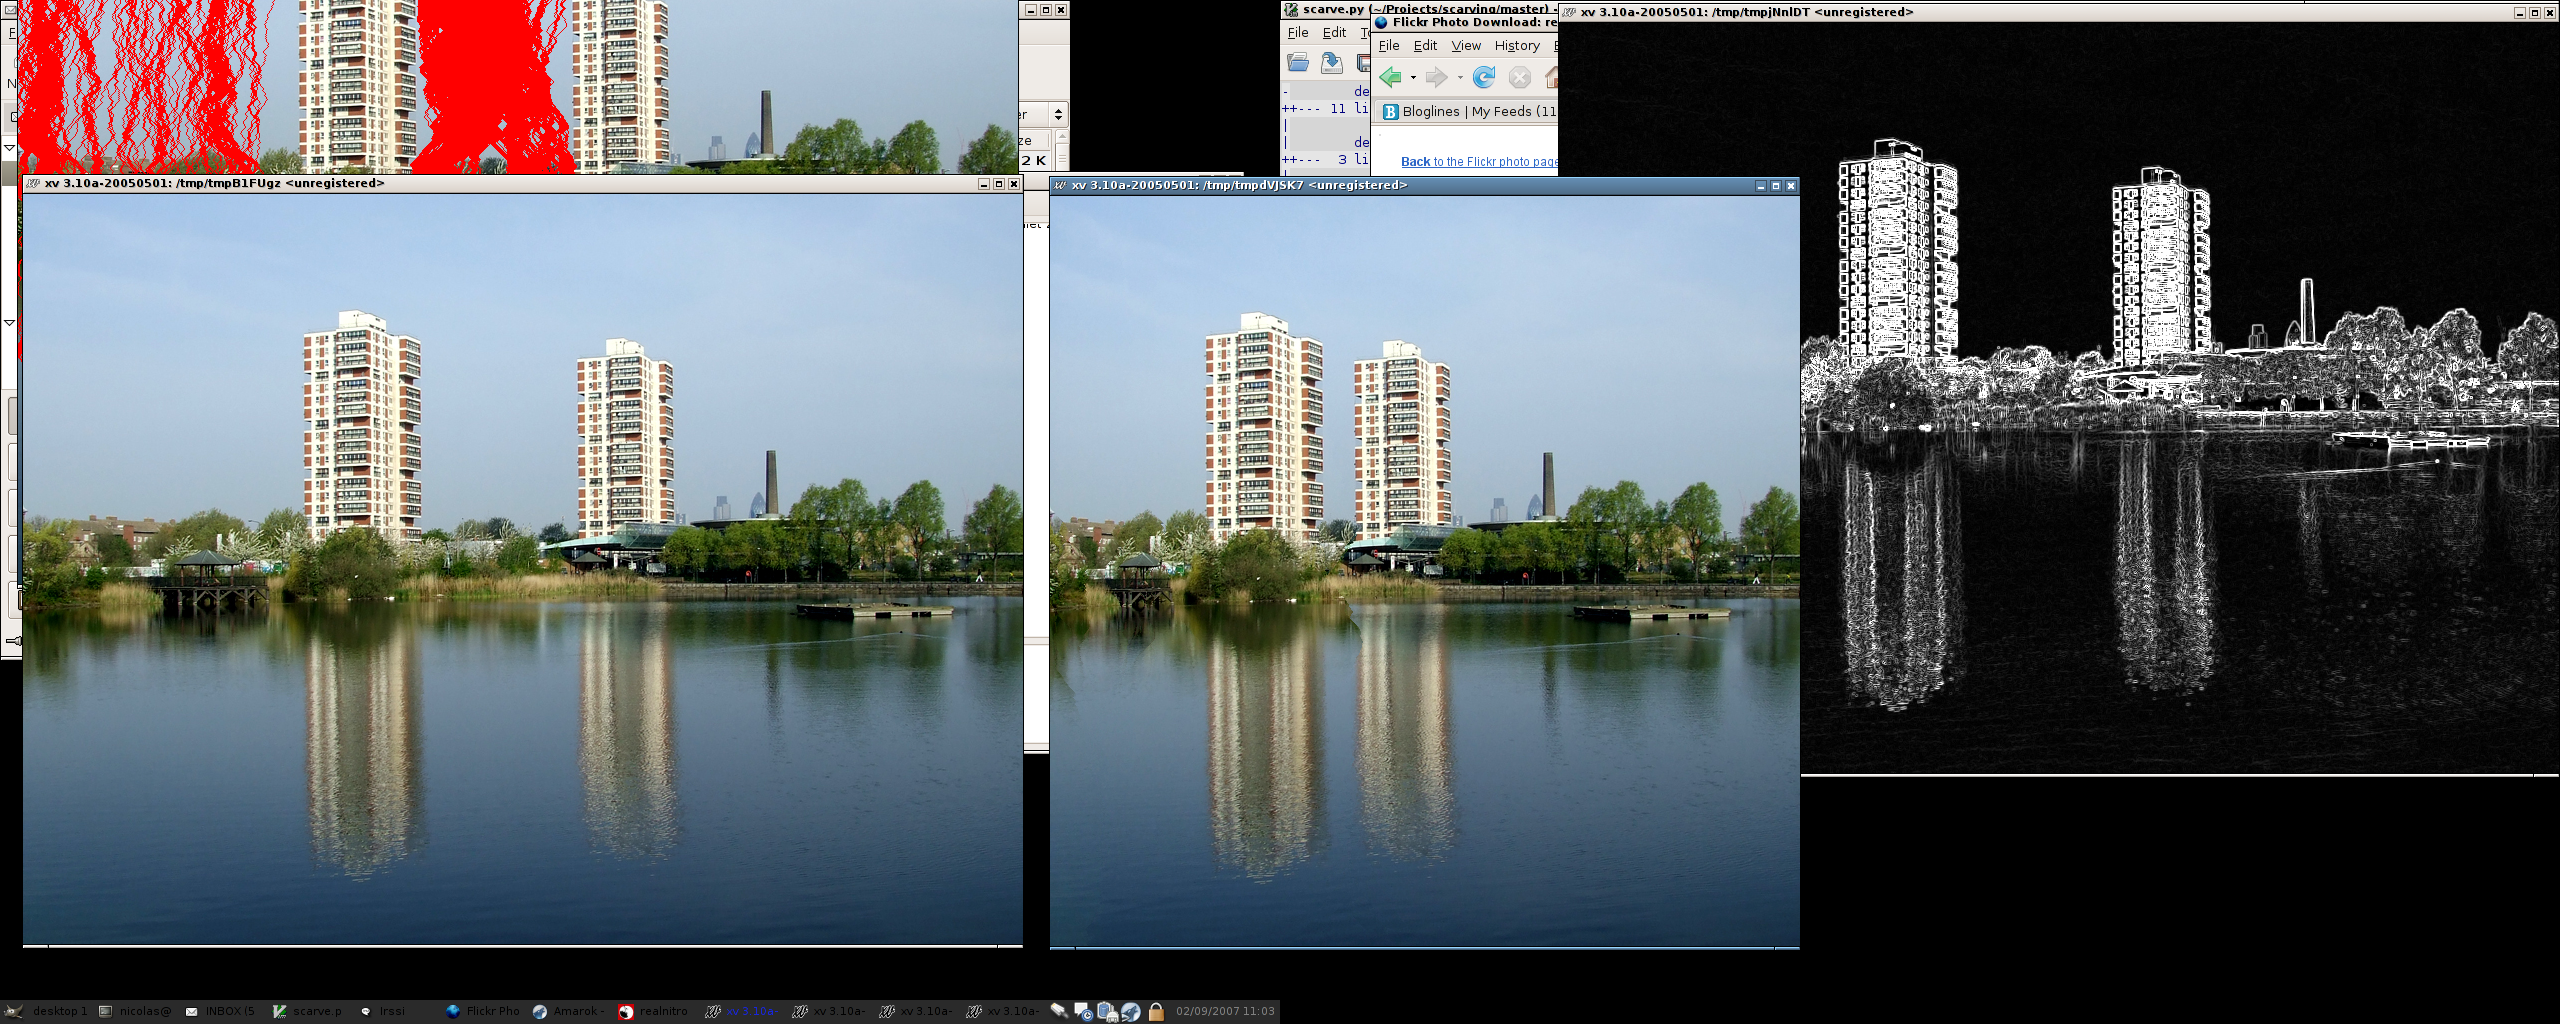 scarve.py (~/Projects/scarving/master) -
File Edit
Flickr Photo Download: re
File Edit View History
Bloglines | My Feeds (11
Back to the Flickr photo page
- de
++--- 11 li
| de
++--- 3 li
xv 3.10a-20050501: /tmp/tmpjNnIDT <unregistered>
2 K
xv 3.10a-20050501: /tmp/tmpB1FUgz <unregistered>
xv 3.10a-20050501: /tmp/tmpdVJSK7 <unregistered>
desktop 1 nicolas@ INBOX (5 scarve.p Irssi Flickr Pho Amarok - realnitro xv 3.10a- xv 3.10a- xv 3.10a- xv 3.10a- 02/09/2007 11:03